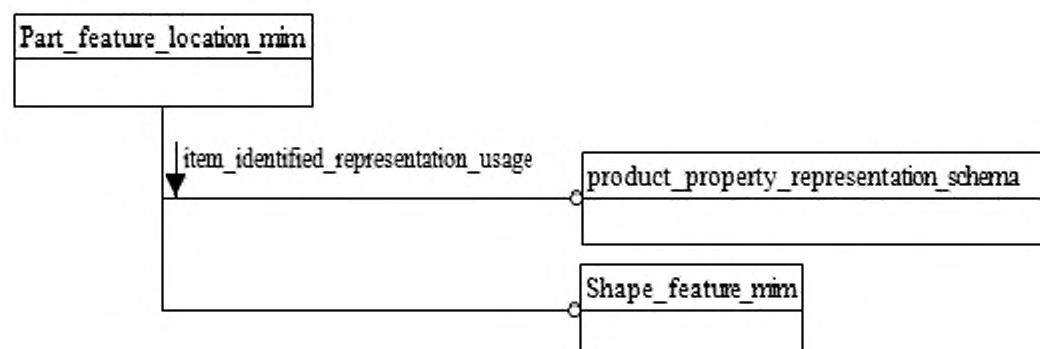 Part_feature_location_mim
item_identified_representation_usage
product_property_representation_schema
Shape_feature_mim